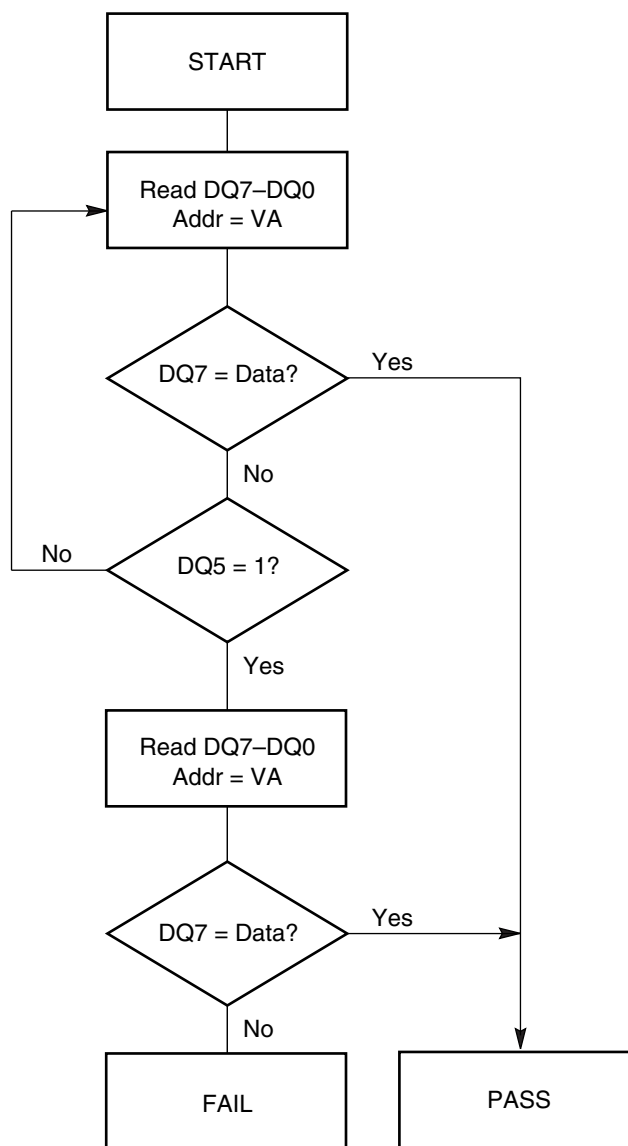 START
Read DQ7–DQ0
Addr = VA
DQ7 = Data?
Yes
No
DQ5 = 1?
No
Yes
Read DQ7–DQ0
Addr = VA
DQ7 = Data?
Yes
No
FAIL
PASS